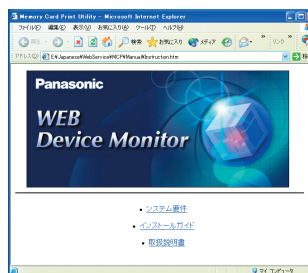 Memory Card Print Utility - Microsoft Internet Explorer
ファイル(F) 編集(E) 表示(V) お気に入り(A) ツール(T) ヘルプ(H)
戻る 検索 お気に入り メディア
アドレス(D) E:¥Japanese¥WebService¥MCP¥Manual¥Instruction.htm
Panasonic
WEB
Device Monitor
• システム要件
• インストールガイド
• 取扱説明書
マイ コンピュータ